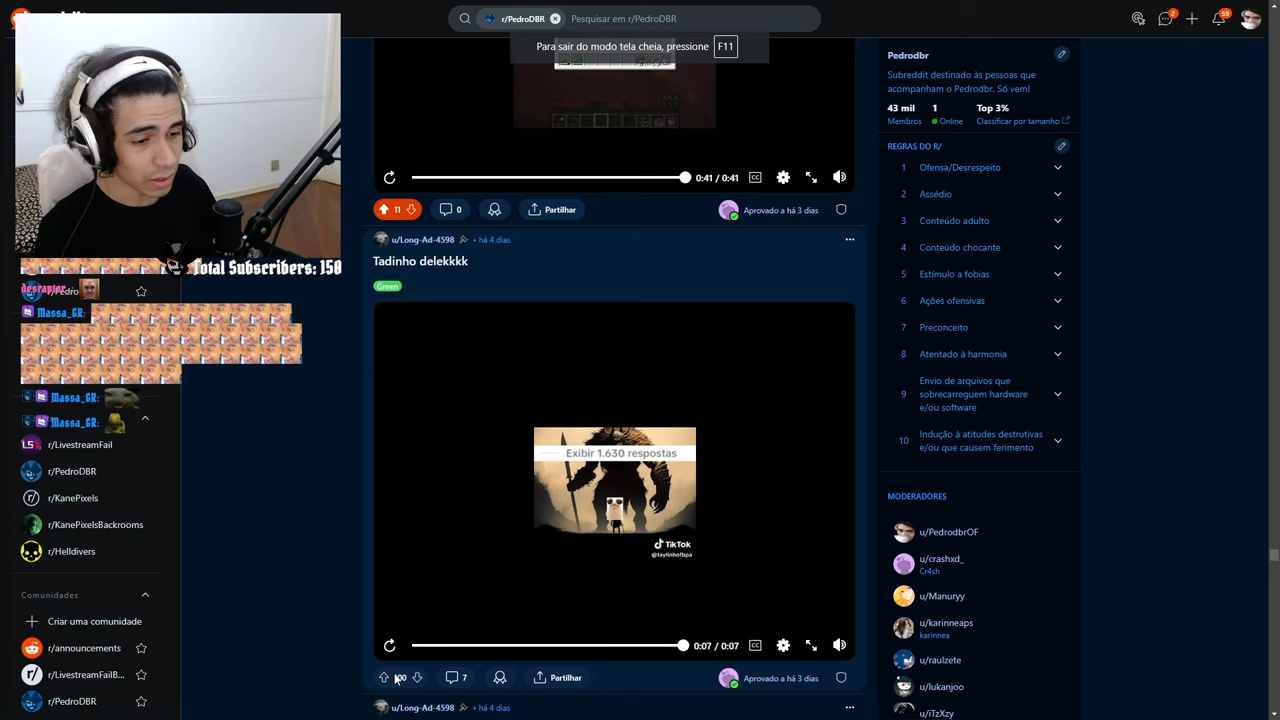 r/PedroDBR
Pesquisar em r/PedroDBR
2
59
Para sair do modo tela cheia, pressione F11
0:41 / 0:41
CC
11
0
Partilhar
Aprovado a há 3 dias
u/Long-Ad-4598 • há 4 dias
Tadinho delekkkk
Green
Exibir 1.630 respostas
TikTok
@taylinhofbpa
0:07 / 0:07
CC
7
Partilhar
Aprovado a há 3 dias
u/Long-Ad-4598 • há 4 dias
Total Subscribers: 150
Massa_GR:
Massa_GR:
Massa_GR:
r/LivestreamFail
r/PedroDBR
r/KanePixels
r/KanePixelsBackrooms
r/Helldivers
Comunidades
Criar uma comunidade
r/announcements
r/LivestreamFailB...
r/PedroDBR
Pedrodbr
Subreddit destinado às pessoas que
acompanham o Pedrodbr. Só vem!
43 mil 1 Top 3%
Membros Online Classificar por tamanho
REGRAS DO R/
1 Ofensa/Desrespeito
2 Assédio
3 Conteúdo adulto
4 Conteúdo chocante
5 Estímulo a fobias
6 Ações ofensivas
7 Preconceito
8 Atentado à harmonia
9 Envio de arquivos que
sobrecarreguem hardware
e/ou software
10 Indução à atitudes destrutivas
e/ou que causem ferimento
MODERADORES
u/PedrodbrOF
u/crashxd_
Cr4sh
u/Manuryy
u/karinneaps
karinnea
u/raulzete
u/lukanjoo
u/iTzXzy